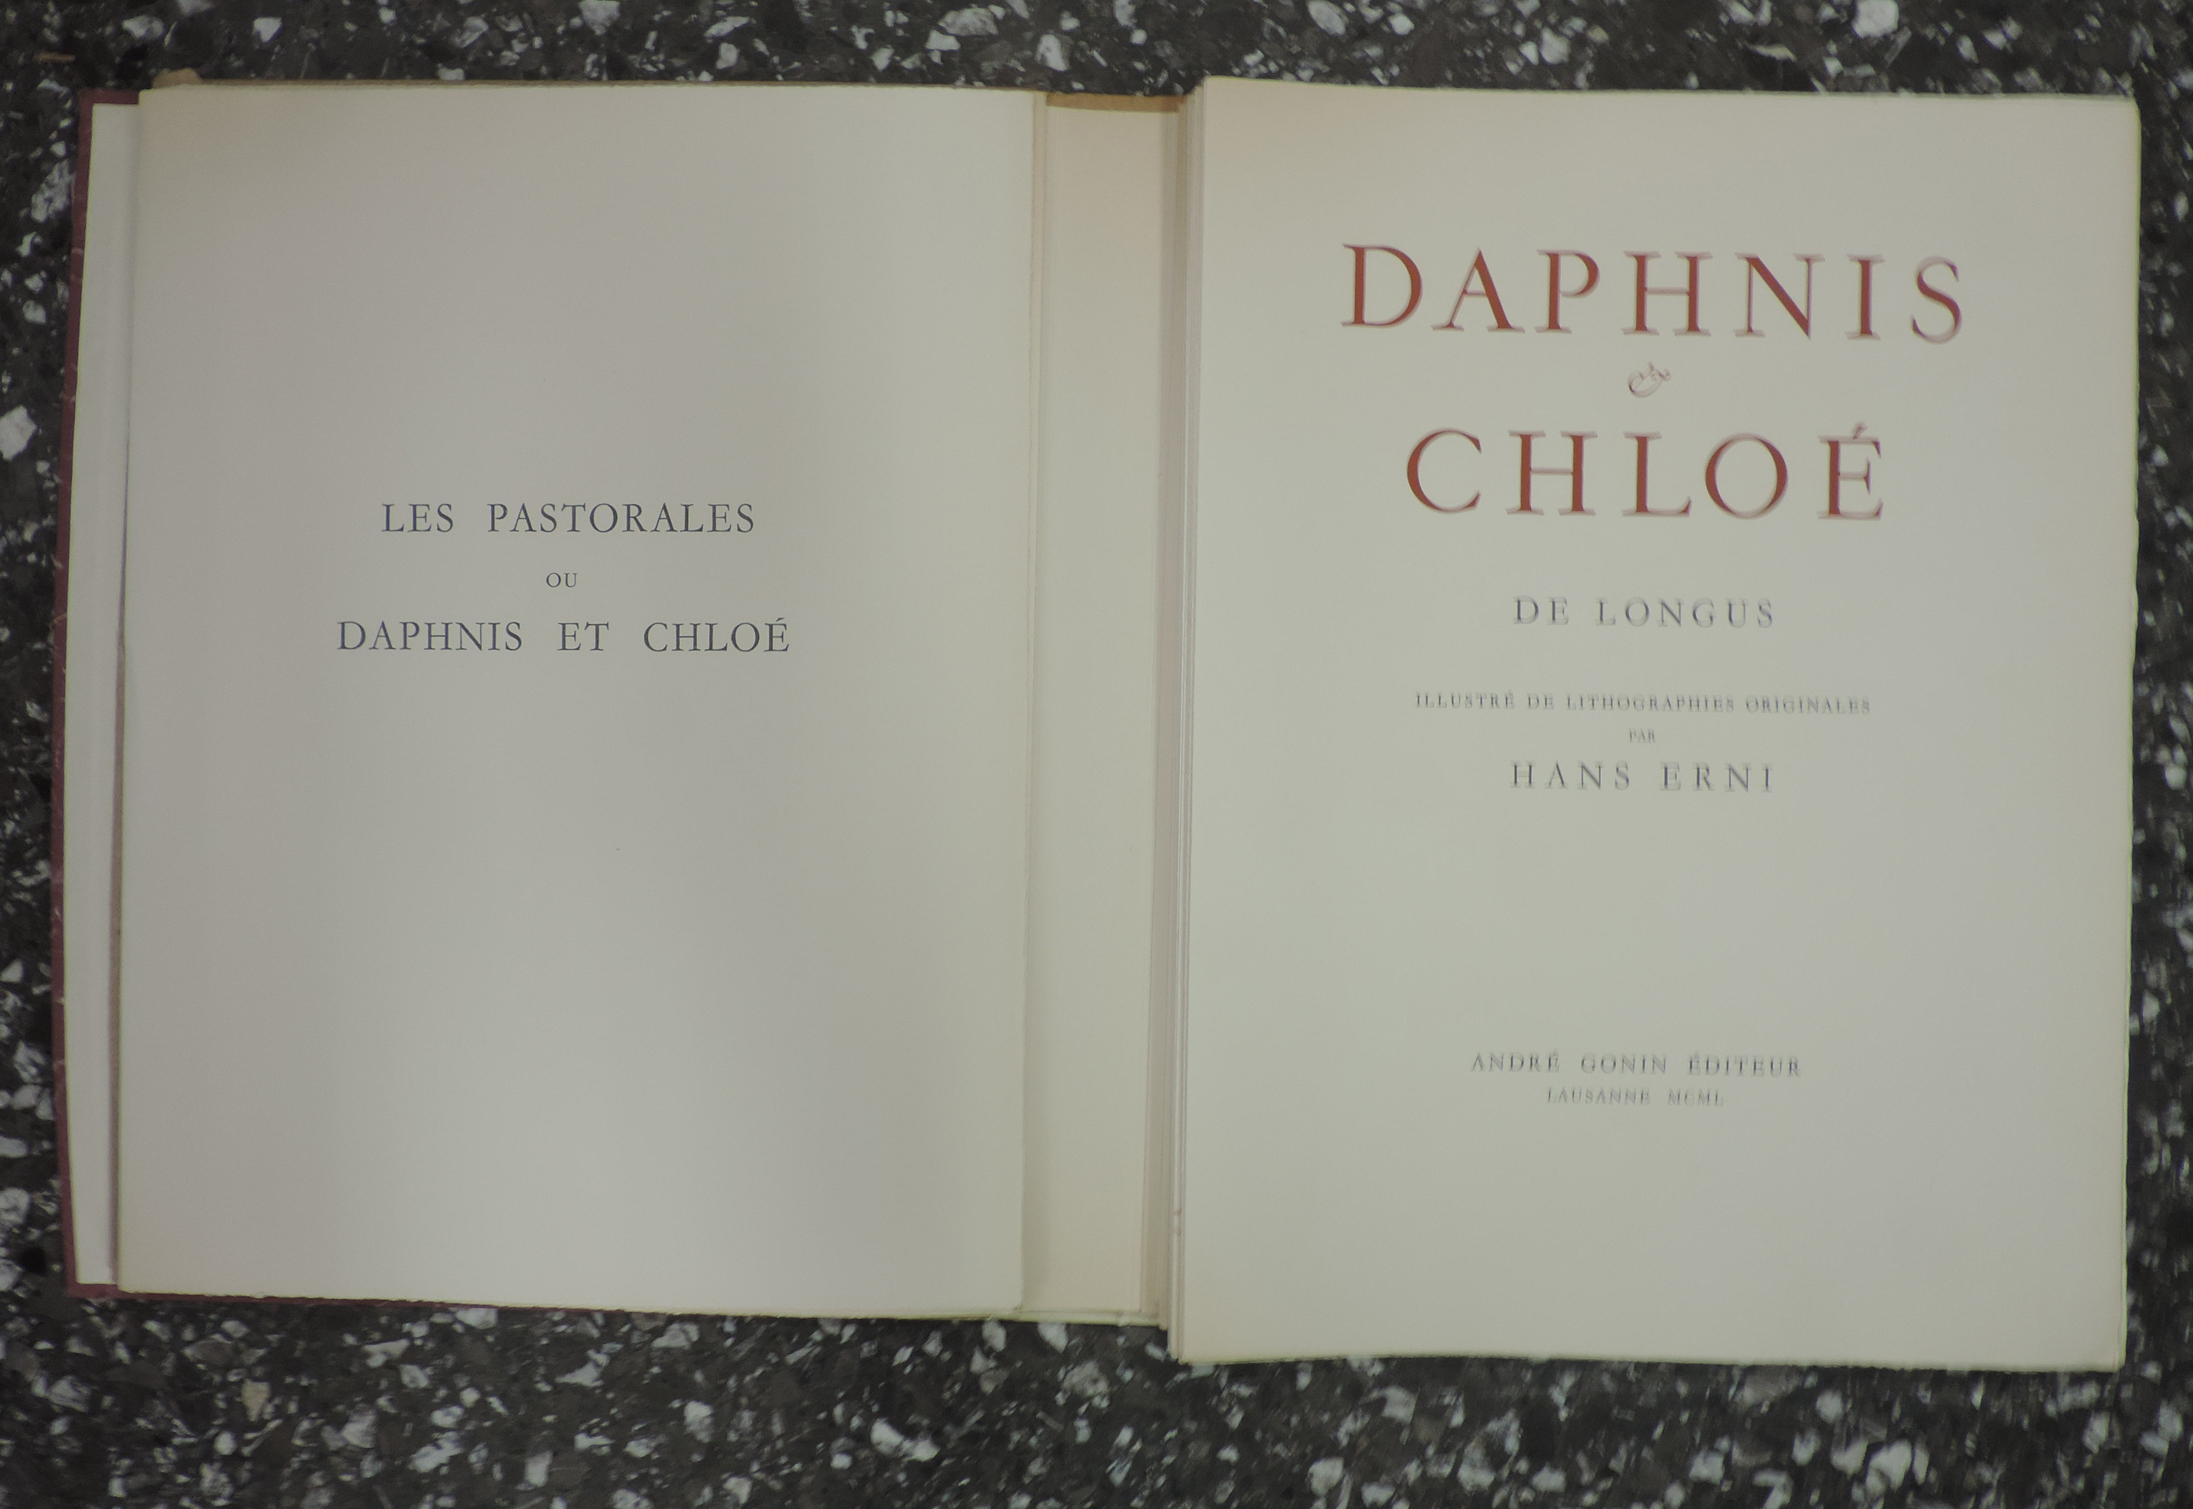 LES PASTORALES
OU
DAPHNIS ET CHLOÉ
DAPHNIS
&
CHLOÉ
DE LONGUS
ILLUSTRÉ DE LITHOGRAPHIES ORIGINALES
PAR
HANS ERNI
ANDRÉ GONIN ÉDITEUR
LAUSANNE MCML